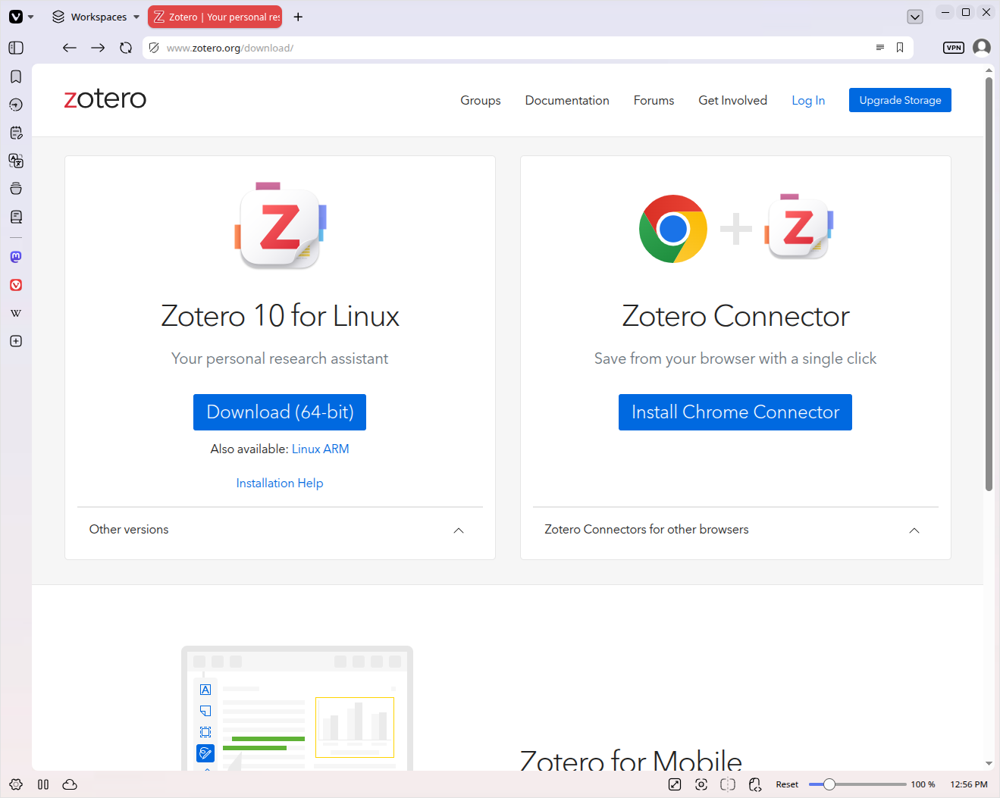 Workspaces
Zotero | Your personal res
www.zotero.org/download/
VPN
zotero
Groups
Documentation
Forums
Get Involved
Log In
Upgrade Storage
Zotero 10 for Linux
Your personal research assistant
Download (64-bit)
Also available: Linux ARM
Installation Help
Other versions
Zotero Connector
Save from your browser with a single click
Install Chrome Connector
Zotero Connectors for other browsers
Zotero for Mobile
Reset
100 %
12:56 PM